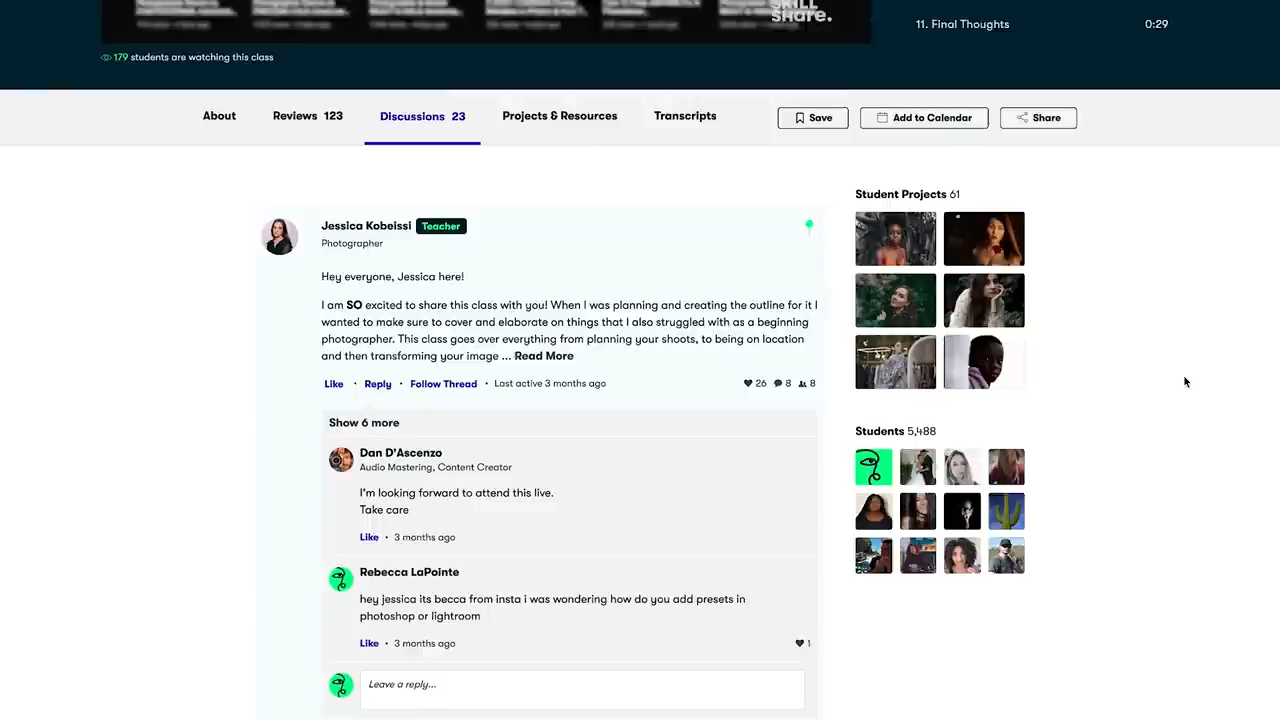 SKILL
share.
11. Final Thoughts 0:29
179 students are watching this class
About Reviews 123 Discussions 23 Projects & Resources Transcripts Save Add to Calendar Share
Student Projects 61
Jessica Kobeissi Teacher
Photographer
Hey everyone, Jessica here!
I am SO excited to share this class with you! When I was planning and creating the outline for it I
wanted to make sure to cover and elaborate on things that I also struggled with as a beginning
photographer. This class goes over everything from planning your shoots, to being on location
and then transforming your image ... Read More
Like · Reply · Follow Thread · Last active 3 months ago 26 8 8
Show 6 more
Students 5,488
Dan D'Ascenzo
Audio Mastering, Content Creator
I'm looking forward to attend this live.
Take care
Like · 3 months ago
Rebecca LaPointe
hey jessica its becca from insta i was wondering how do you add presets in
photoshop or lightroom
Like · 3 months ago 1
Leave a reply...